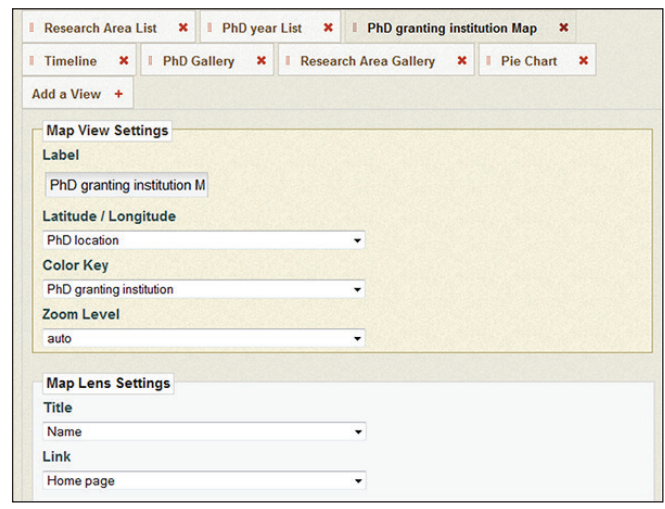 Research Area List ✖ PhD year List ✖ PhD granting institution Map ✖
Timeline ✖ PhD Gallery ✖ Research Area Gallery ✖ Pie Chart ✖
Add a View +
Map View Settings
Label
PhD granting institution M
Latitude / Longitude
PhD location
Color Key
PhD granting institution
Zoom Level
auto
Map Lens Settings
Title
Name
Link
Home page